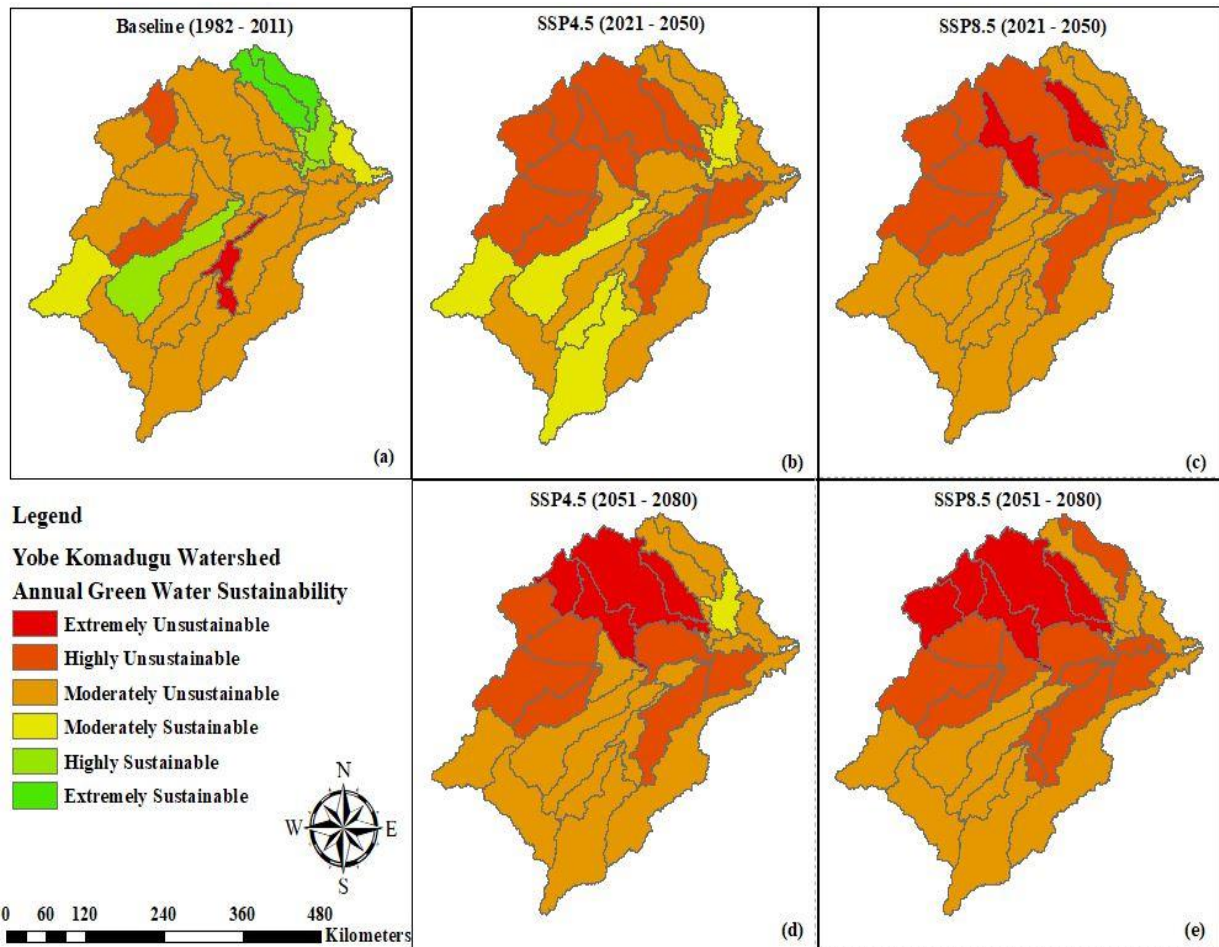 Baseline (1982 - 2011)
(a)
SSP4.5 (2021 - 2050)
(b)
SSP8.5 (2021 - 2050)
(c)
Legend
Yobe Komadugu Watershed
Annual Green Water Sustainability
Extremely Unsustainable
Highly Unsustainable
Moderately Unsustainable
Moderately Sustainable
Highly Sustainable
Extremely Sustainable
N
W E
S
0 60 120 240 360 480
Kilometers
SSP4.5 (2051 - 2080)
(d)
SSP8.5 (2051 - 2080)
(e)